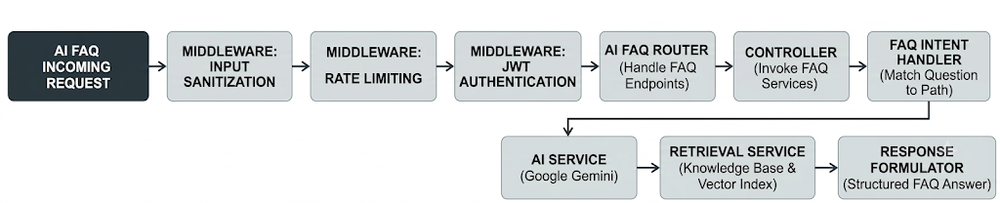 AI FAQ
INCOMING
REQUEST
MIDDLEWARE:
INPUT
SANITIZATION
MIDDLEWARE:
RATE LIMITING
MIDDLEWARE:
JWT
AUTHENTICATION
AI FAQ ROUTER
(Handle FAQ
Endpoints)
CONTROLLER
(Invoke FAQ
Services)
FAQ INTENT
HANDLER
(Match Question
to Path)
AI SERVICE
(Google Gemini)
RETRIEVAL SERVICE
(Knowledge Base &
Vector Index)
RESPONSE
FORMULATOR
(Structured FAQ Answer)